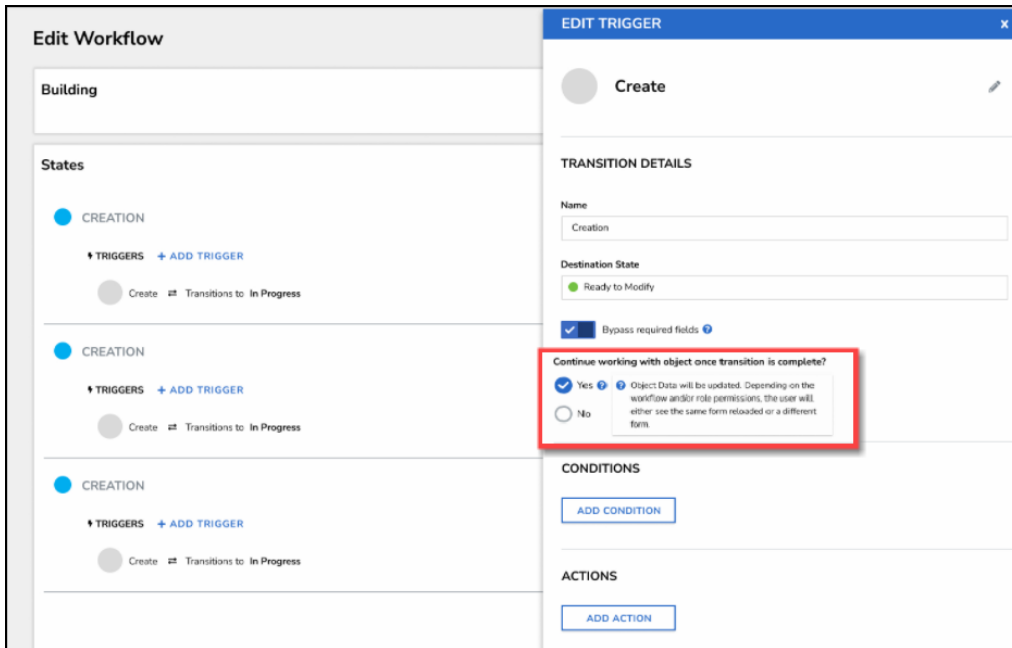 Edit Workflow
Building
States
CREATION
TRIGGERS + ADD TRIGGER
Create ⇄ Transitions to In Progress
CREATION
TRIGGERS + ADD TRIGGER
Create ⇄ Transitions to In Progress
CREATION
TRIGGERS + ADD TRIGGER
Create ⇄ Transitions to In Progress
EDIT TRIGGER x
Create
TRANSITION DETAILS
Name
Creation
Destination State
Ready to Modify
Bypass required fields ?
Continue working with object once transition is complete?
Yes ?
No
? Object Data will be updated. Depending on the
workflow and/or role permissions, the user will
either see the same form reloaded or a different
form.
CONDITIONS
ADD CONDITION
ACTIONS
ADD ACTION